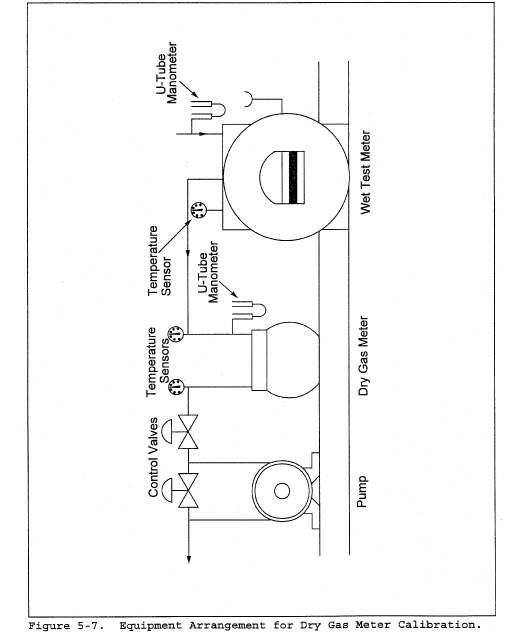 U-Tube
Manometer
Wet Test Meter
Temperature
Sensor
U-Tube
Manometer
Temperature
Sensors
Dry Gas Meter
Control Valves
Pump
Figure 5-7. Equipment Arrangement for Dry Gas Meter Calibration.